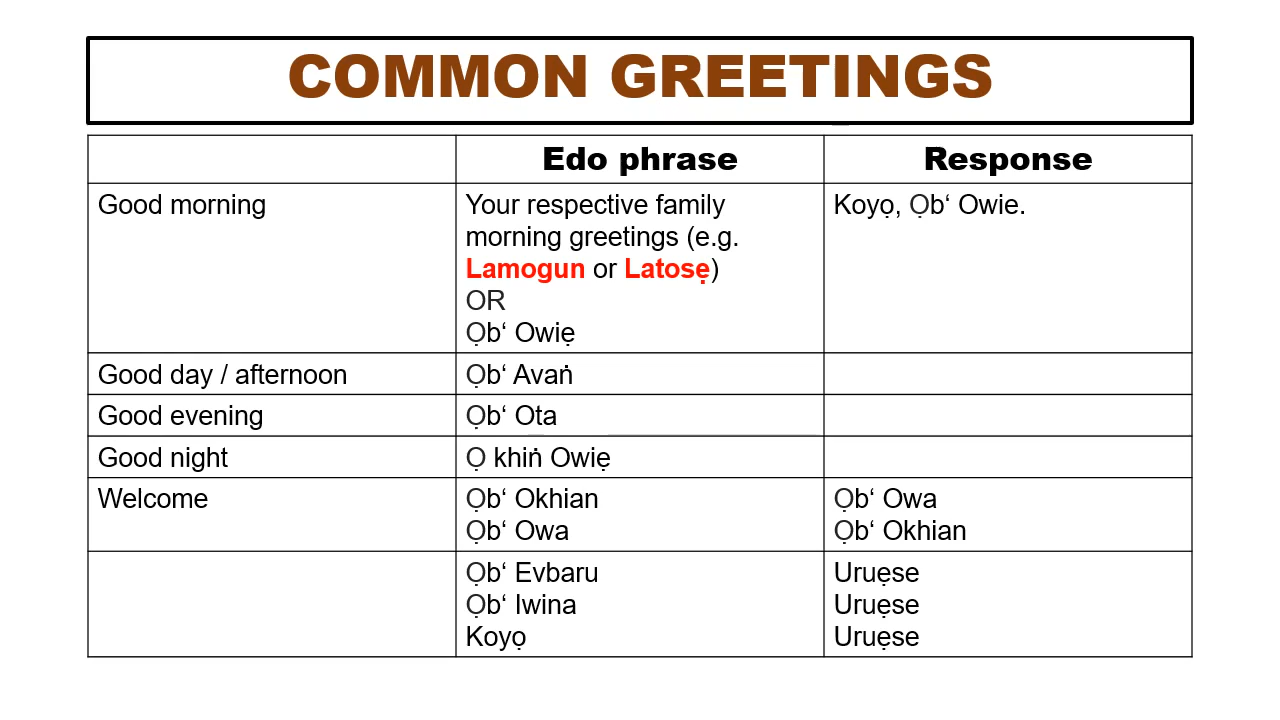 COMMON GREETINGS
Edo phrase Response
Good morning
Your respective family
morning greetings (e.g.
Lamogun or Latosẹ)
OR
Ọb‘ Owiẹ
Koyọ, Ọb‘ Owie.
Good day / afternoon Ọb‘ Avaṅ
Good evening Ọb‘ Ota
Good night Ọ khiṅ Owiẹ
Welcome
Ọb‘ Okhian
Ọb‘ Owa
Ọb‘ Owa
Ọb‘ Okhian
Ọb‘ Evbaru
Ọb‘ Iwina
Koyọ
Uruẹse
Uruẹse
Uruẹse